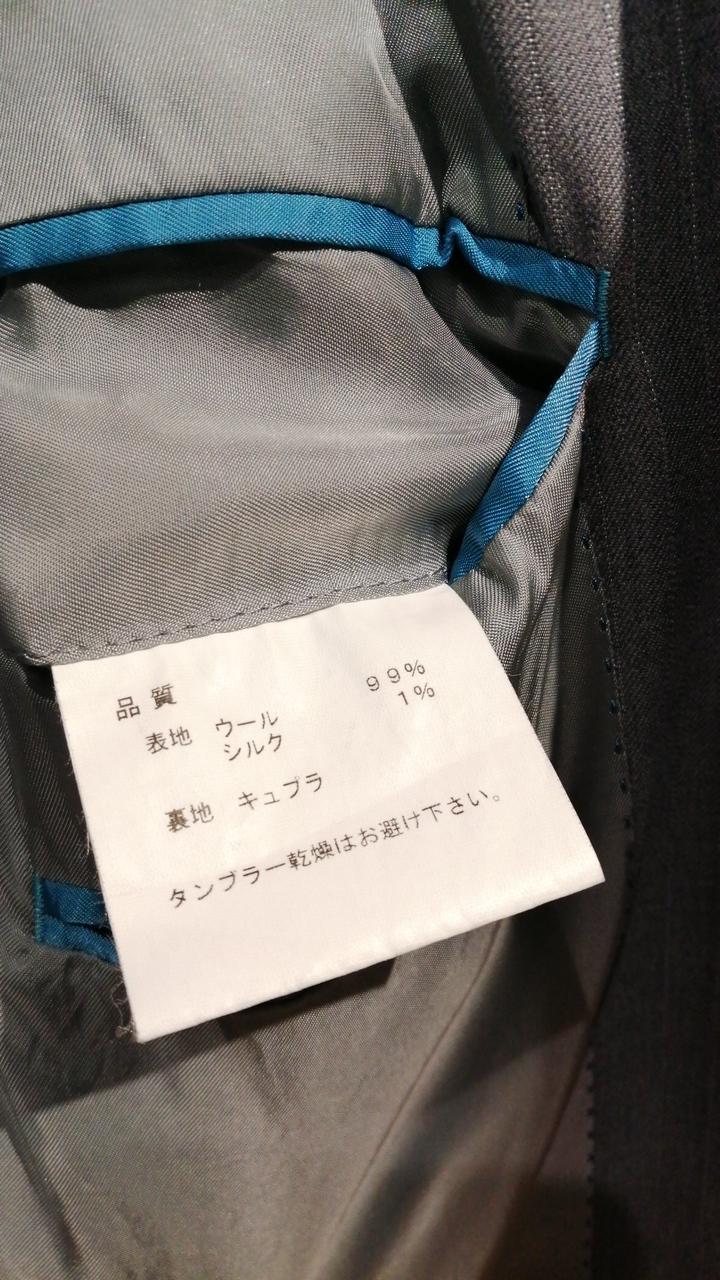 品質
表地 ウール 99%
シルク 1%
裏地 キュプラ
タンブラー乾燥はお避け下さい。